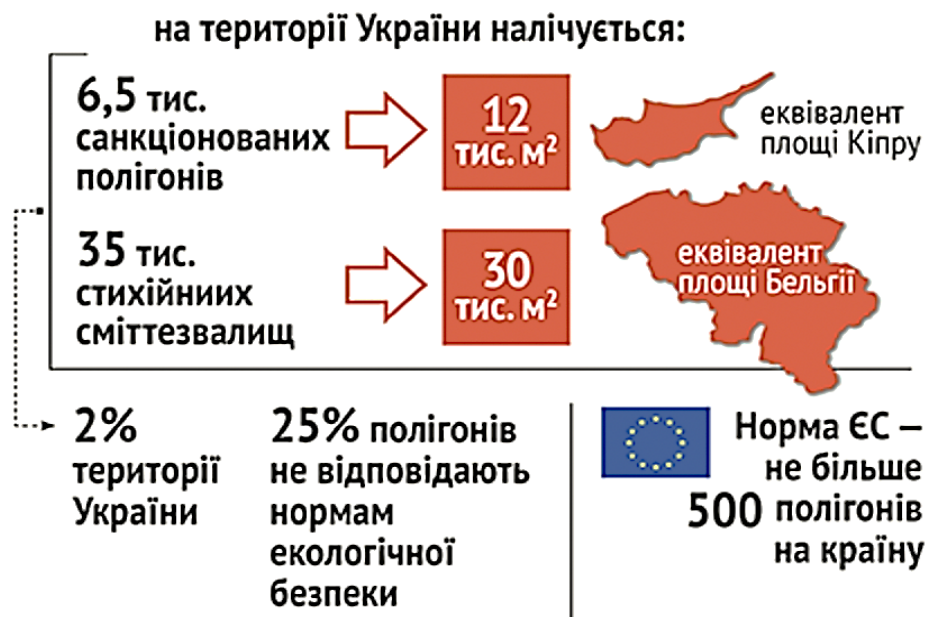 на території України налічується:
6,5 тис.
санкціонованих
полігонів
12
тис. м²
еквівалент
площі Кіпру
35 тис.
стихійниих
сміттєзвалищ
30
тис. м²
еквівалент
площі Бельгії
2%
території
України
25% полігонів
не відповідають
нормам
екологічної
безпеки
Норма ЄС –
не більше
500 полігонів
на країну